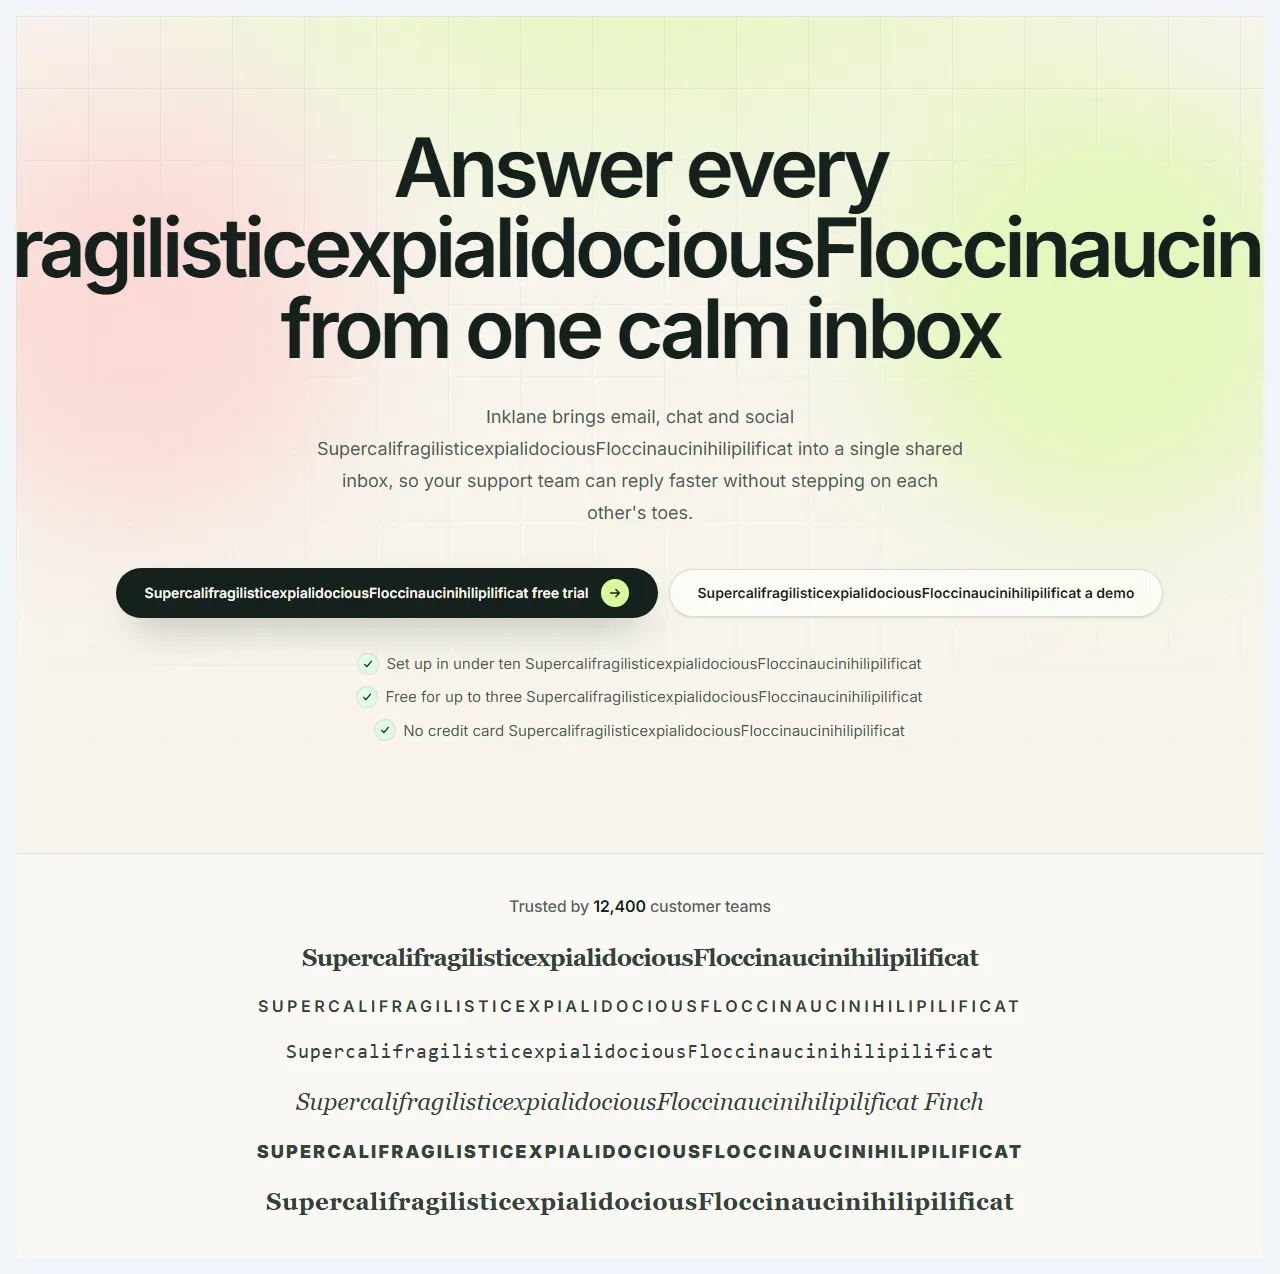 Answer every
ragilisticexpialidociousFloccinaucin
from one calm inbox
Inklane brings email, chat and social
SupercalifragilisticexpialidociousFloccinaucinihilipilificat into a single shared
inbox, so your support team can reply faster without stepping on each
other's toes.
SupercalifragilisticexpialidociousFloccinaucinihilipilificat free trial
SupercalifragilisticexpialidociousFloccinaucinihilipilificat a demo
Set up in under ten SupercalifragilisticexpialidociousFloccinaucinihilipilificat
Free for up to three SupercalifragilisticexpialidociousFloccinaucinihilipilificat
No credit card SupercalifragilisticexpialidociousFloccinaucinihilipilificat
Trusted by 12,400 customer teams
SupercalifragilisticexpialidociousFloccinaucinihilipilificat
SUPERCALIFRAGILISTICEXPIALIDOCIOUSFLOCCINAUCINIHILIPILIFICAT
SupercalifragilisticexpialidociousFloccinaucinihilipilificat
SupercalifragilisticexpialidociousFloccinaucinihilipilificat Finch
SUPERCALIFRAGILISTICEXPIALIDOCIOUSFLOCCINAUCINIHILIPILIFICAT
SupercalifragilisticexpialidociousFloccinaucinihilipilificat